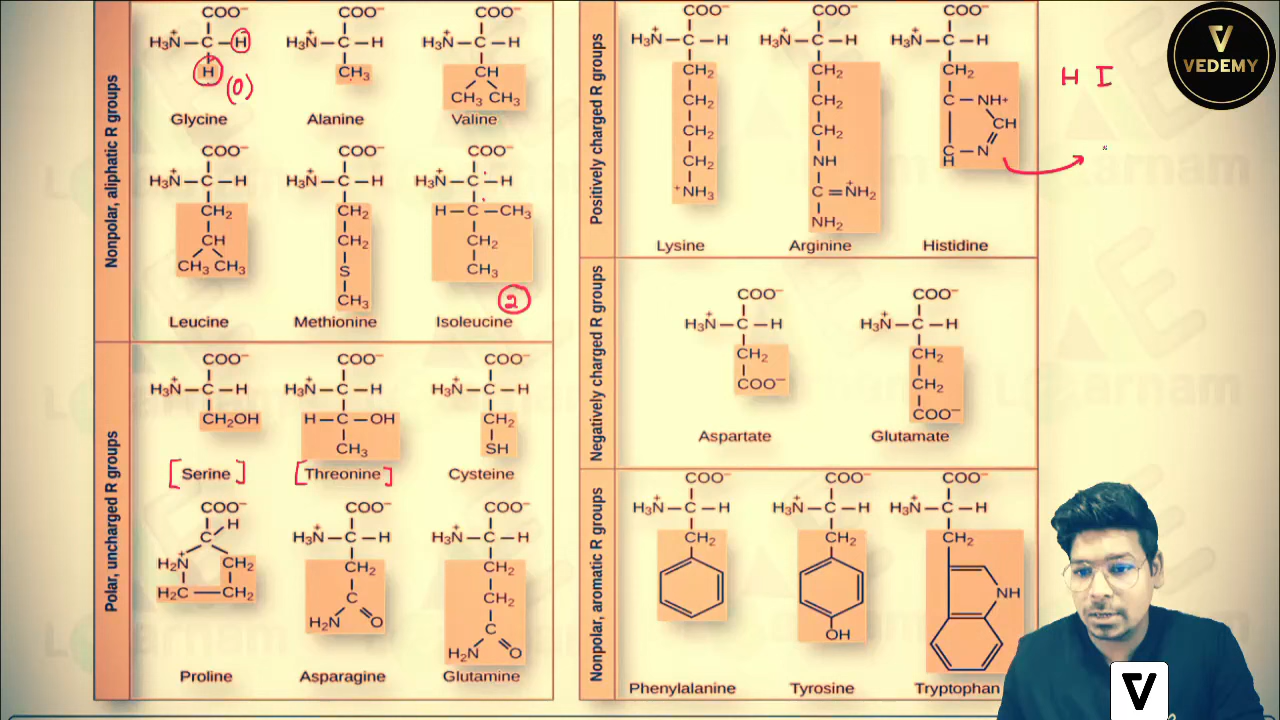 Nonpolar, aliphatic R groups
COO⁻ COO⁻ COO⁻
H₃N⁺—C—H H₃N⁺—C—H H₃N⁺—C—H
H CH₃ CH
(0)
CH₃ CH₃
Glycine Alanine Valine
COO⁻ COO⁻ COO⁻
H₃N⁺—C—H H₃N⁺—C—H H₃N⁺—C—H
CH₂ CH₂ H—C—CH₃
CH CH₂ CH₂
CH₃ CH₃ S CH₃
CH₃
2
Leucine Methionine Isoleucine
Polar, uncharged R groups
COO⁻ COO⁻ COO⁻
H₃N⁺—C—H H₃N⁺—C—H H₃N⁺—C—H
CH₂OH H—C—OH CH₂
CH₃ SH
[Serine] [Threonine] Cysteine
COO⁻ COO⁻ COO⁻
H
C H₃N⁺—C—H H₃N⁺—C—H
H₂N⁺ CH₂ CH₂ CH₂
H₂C—CH₂ C CH₂
H₂N O C
H₂N O
Proline Asparagine Glutamine
Positively charged R groups
COO⁻ COO⁻ COO⁻
H₃N⁺—C—H H₃N⁺—C—H H₃N⁺—C—H
CH₂ CH₂ CH₂
CH₂ CH₂ C—NH⁺
CH₂ CH₂ CH
CH₂ NH C—N
H
⁺NH₃ C=NH₂⁺
NH₂
Lysine Arginine Histidine
Negatively charged R groups
COO⁻ COO⁻
H₃N⁺—C—H H₃N⁺—C—H
CH₂ CH₂
COO⁻ CH₂
COO⁻
Aspartate Glutamate
Nonpolar, aromatic R groups
COO⁻ COO⁻ COO⁻
H₃N⁺—C—H H₃N⁺—C—H H₃N⁺—C—H
CH₂ CH₂ CH₂
NH
OH
Phenylalanine Tyrosine Tryptophan
H I
V
VEDEMY
V